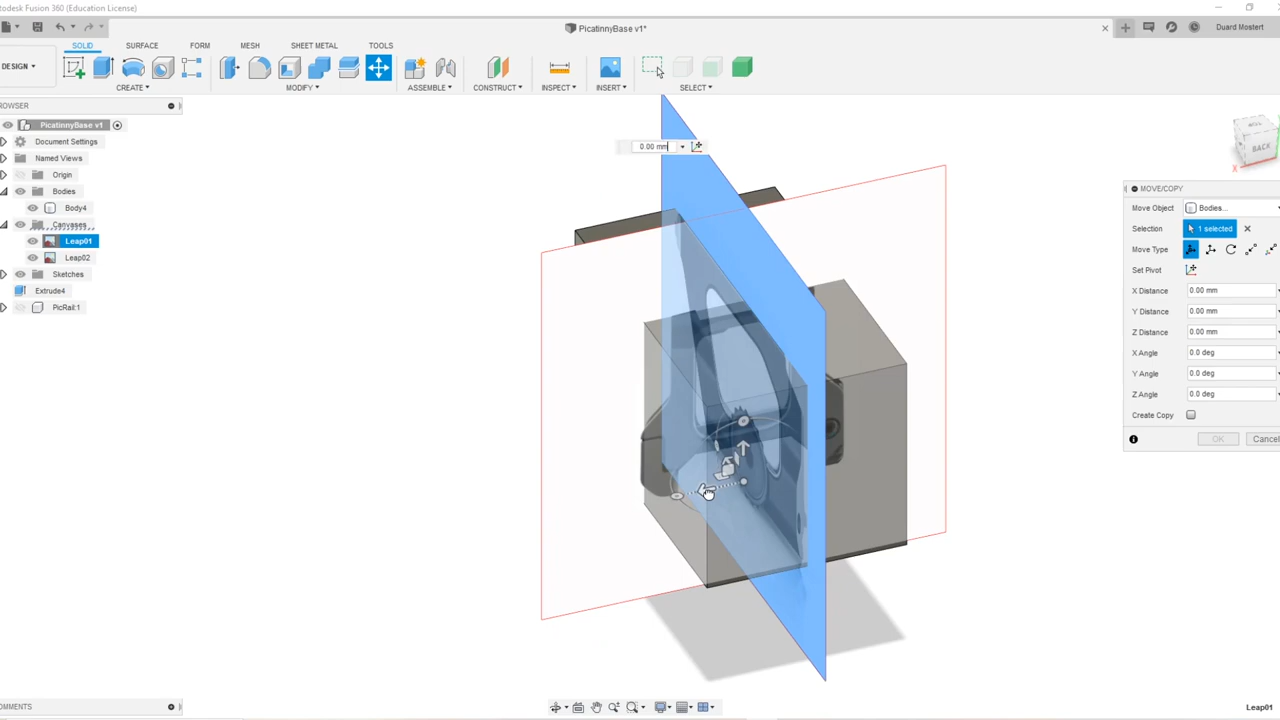 utodesk Fusion 360 (Education License)
PicatinnyBase v1*
Duard Mostert
SOLID SURFACE FORM MESH SHEET METAL TOOLS
DESIGN
CREATE MODIFY ASSEMBLE CONSTRUCT INSPECT INSERT SELECT
ROWSER
PicatinnyBase v1
Document Settings
Named Views
Origin
Bodies
Body4
Canvases
Leap01
Leap02
Sketches
Extrude4
PicRail:1
0.00 mm
BACK
X
MOVE/COPY
Move Object Bodies...
Selection 1 selected
Move Type
Set Pivot
X Distance 0.00 mm
Y Distance 0.00 mm
Z Distance 0.00 mm
X Angle 0.0 deg
Y Angle 0.0 deg
Z Angle 0.0 deg
Create Copy
OK Cancel
OMMENTS
Leap01